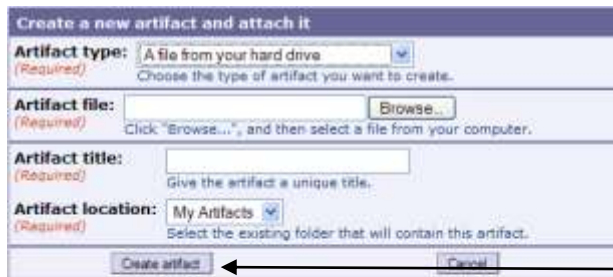 Create a new artifact and attach it
Artifact type: A file from your hard drive
(Required) Choose the type of artifact you want to create.
Artifact file: Browse...
(Required) Click "Browse...", and then select a file from your computer.
Artifact title:
(Required) Give the artifact a unique title.
Artifact location: My Artifacts
(Required) Select the existing folder that will contain this artifact.
Create artifact Cancel